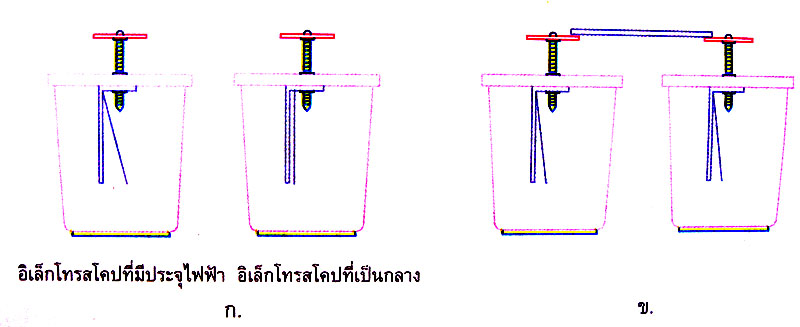 อิเล็กโทรสโคปที่มีประจุไฟฟ้า อิเล็กโทรสโคปที่เป็นกลาง
ก. ข.